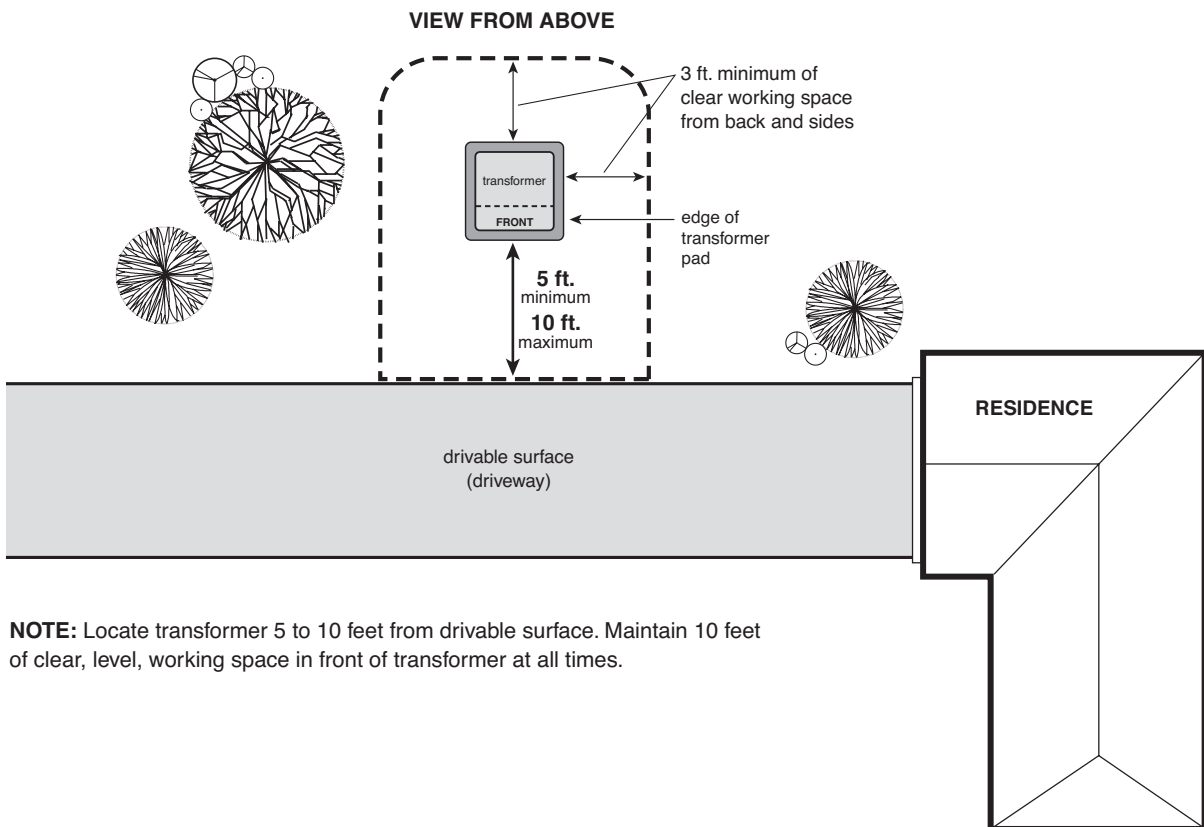 VIEW FROM ABOVE
3 ft. minimum of
clear working space
from back and sides
transformer
FRONT
edge of
transformer
pad
5 ft.
minimum
10 ft.
maximum
RESIDENCE
drivable surface
(driveway)
NOTE: Locate transformer 5 to 10 feet from drivable surface. Maintain 10 feet
of clear, level, working space in front of transformer at all times.